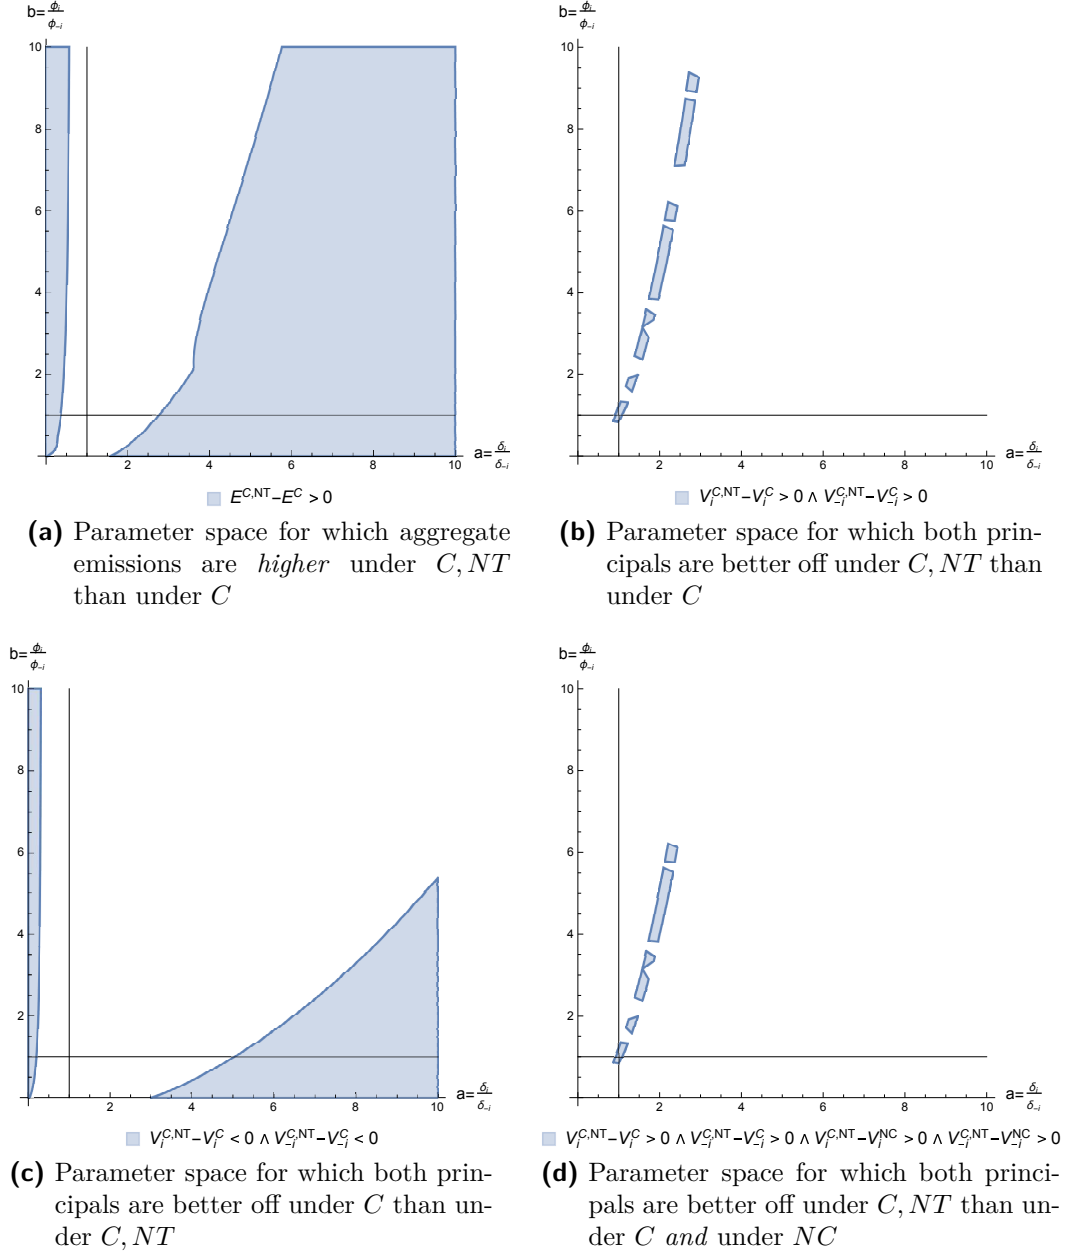 b=ϕi/ϕ−i
b=ϕi/ϕ−i
10
8
6
4
2
2 4 6 8 10
a=δi/δ−i
10
8
6
4
2
2 4 6 8 10
a=δi/δ−i
E^{C,NT}−E^C > 0
V_i^{C,NT}−V_i^C > 0 ∧ V_{−i}^{C,NT}−V_{−i}^C > 0
(a) Parameter space for which aggregate
emissions are higher under C, NT
than under C
(b) Parameter space for which both prin-
cipals are better off under C, NT than
under C
b=ϕi/ϕ−i
b=ϕi/ϕ−i
10
8
6
4
2
2 4 6 8 10
a=δi/δ−i
10
8
6
4
2
2 4 6 8 10
a=δi/δ−i
V_i^{C,NT}−V_i^C < 0 ∧ V_{−i}^{C,NT}−V_{−i}^C < 0
V_i^{C,NT}−V_i^C > 0 ∧ V_{−i}^{C,NT}−V_{−i}^C > 0 ∧ V_i^{C,NT}−V_i^{NC} > 0 ∧ V_{−i}^{C,NT}−V_{−i}^{NC} > 0
(c) Parameter space for which both prin-
cipals are better off under C than un-
der C, NT
(d) Parameter space for which both princi-
pals are better off under C, NT than un-
der C and under NC